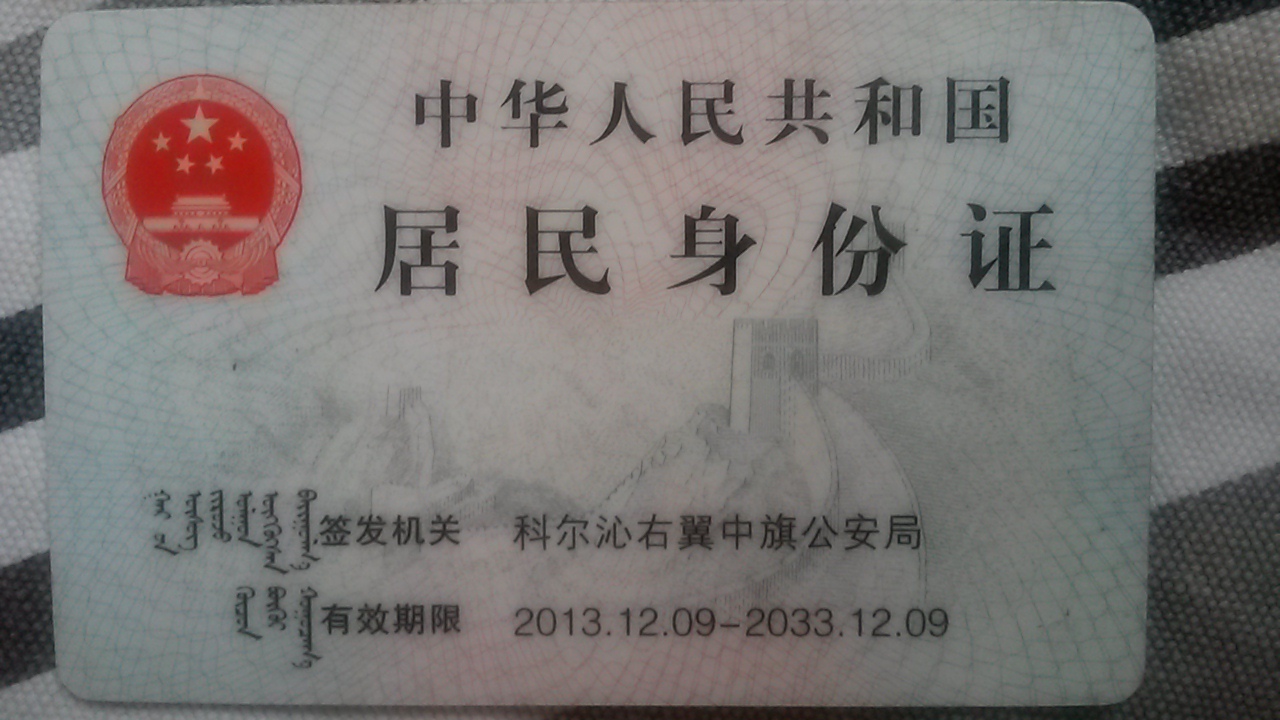 中华人民共和国
居民身份证
签发机关 科尔沁右翼中旗公安局
有效期限 2013.12.09-2033.12.09